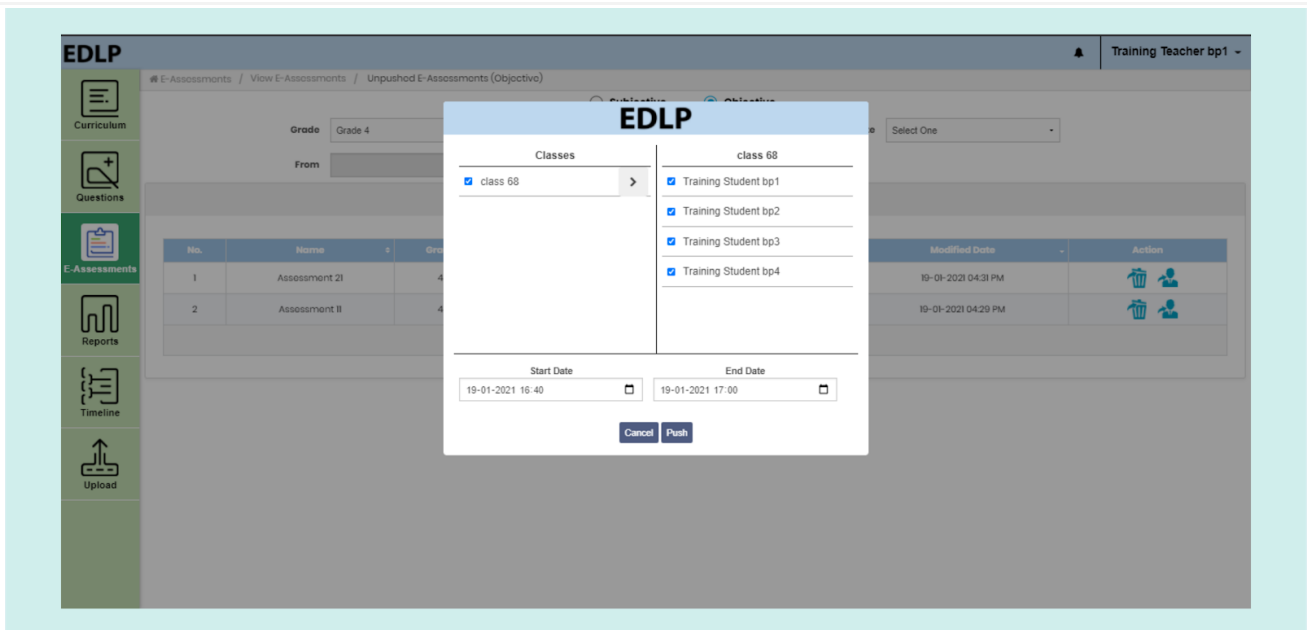 EDLP
Training Teacher bp1
E-Assessments / View E-Assessments / Unpushed E-Assessments (Objective)
Subjective Objective
Curriculum
Questions
E-Assessments
Reports
Timeline
Upload
Grade Grade 4
Select One
From
No. Name Modified Date Action
1 Assessment 21 4 19-01-2021 04:31 PM
2 Assessment 11 4 19-01-2021 04:29 PM
EDLP
Classes
class 68
class 68
Training Student bp1
Training Student bp2
Training Student bp3
Training Student bp4
Start Date End Date
19-01-2021 16:40 19-01-2021 17:00
Cancel Push